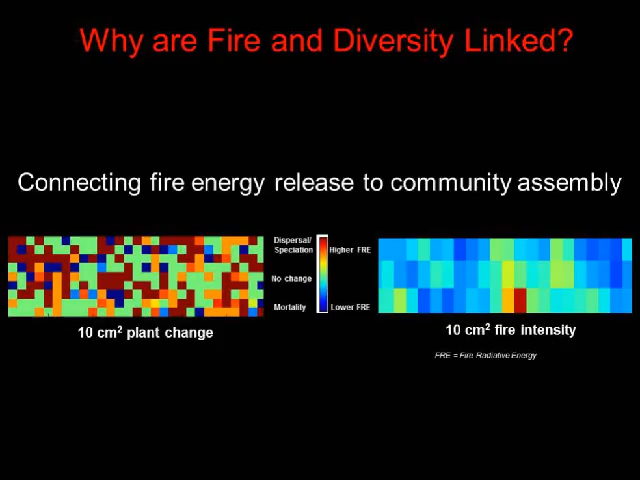 Why are Fire and Diversity Linked?
Connecting fire energy release to community assembly
Dispersal/
Speciation
Higher FRE
No change
Mortality
Lower FRE
10 cm² plant change
10 cm² fire intensity
FRE = Fire Radiative Energy